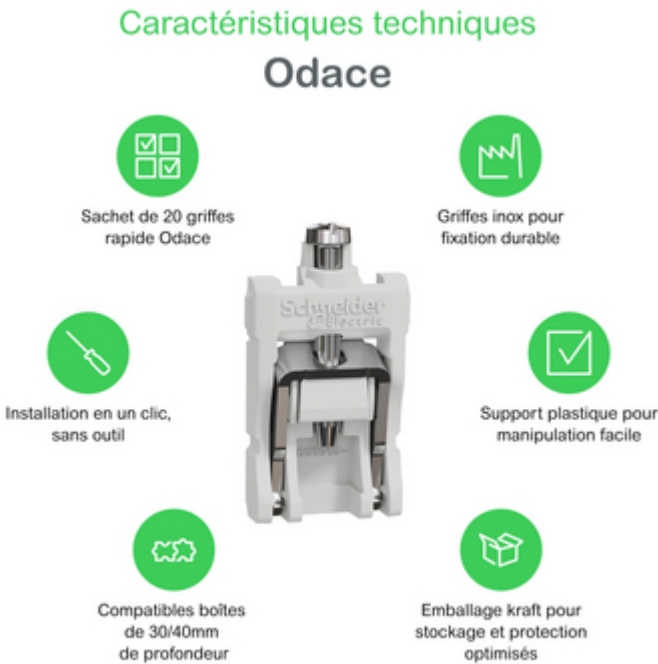 Caractéristiques techniques
Odace
Sachet de 20 griffes
rapide Odace
Griffes inox pour
fixation durable
Schneider
Electric
Installation en un clic,
sans outil
Support plastique pour
manipulation facile
Compatibles boîtes
de 30/40mm
de profondeur
Emballage kraft pour
stockage et protection
optimisés